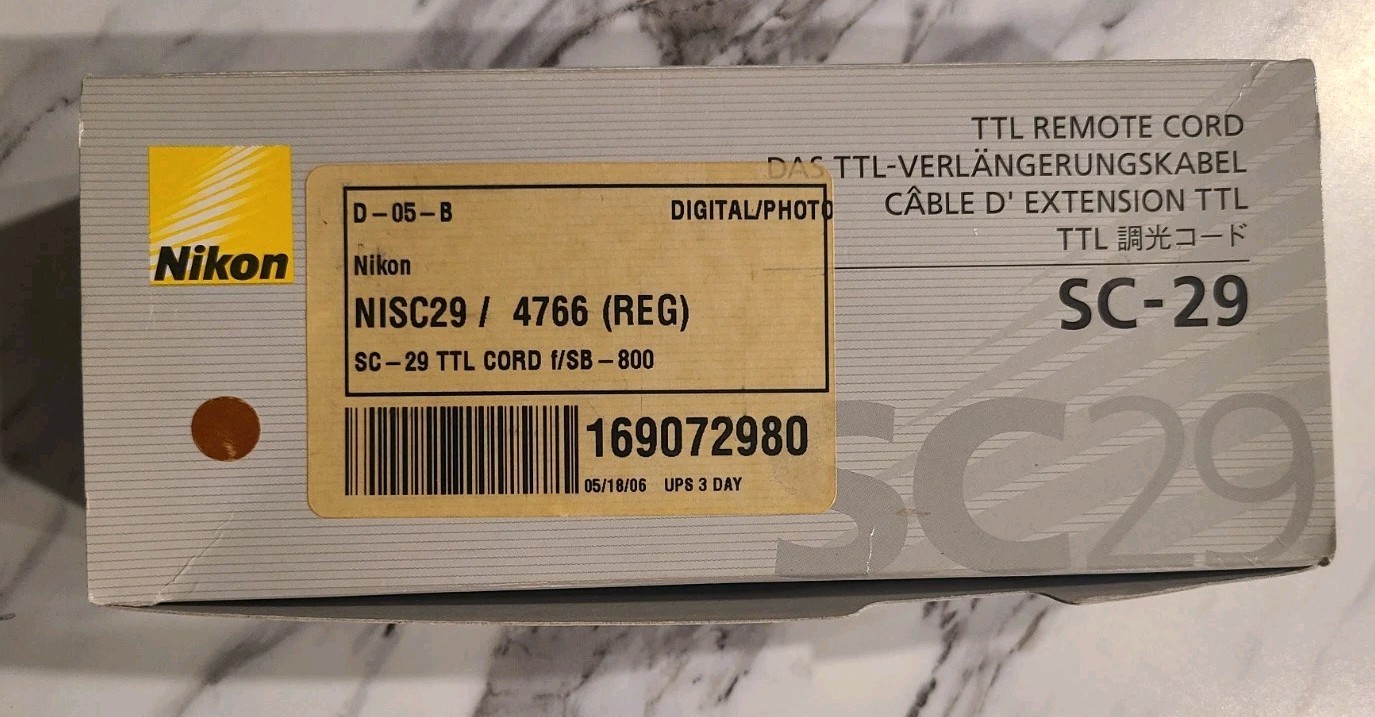 Nikon
TTL REMOTE CORD
DAS TTL-VERLÄNGERUNGSKABEL
CÂBLE D' EXTENSION TTL
TTL 調光コード
SC-29
SC29
D-05-B DIGITAL/PHOTO
Nikon
NISC29 / 4766 (REG)
SC-29 TTL CORD f/SB-800
169072980
05/18/06 UPS 3 DAY